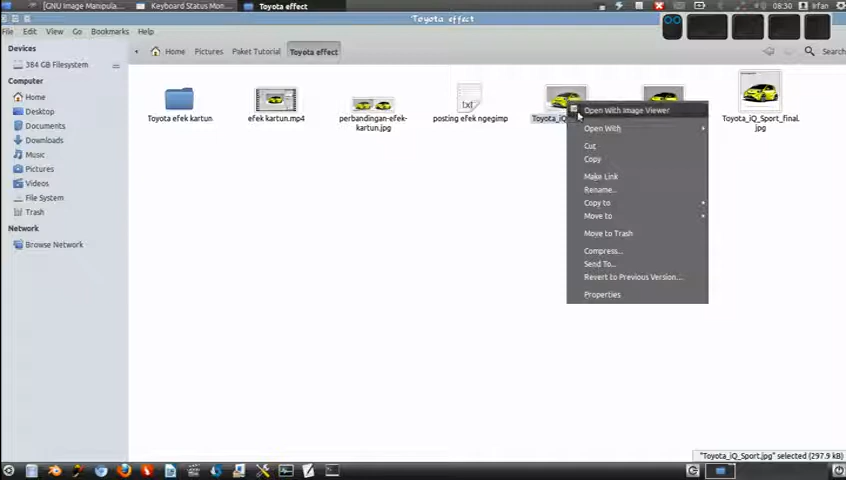 [GNU Image Manipula...
Keyboard Status Mon...
Toyota effect
08:30
Irfan
Toyota effect
File Edit View Go Bookmarks Help
Home Pictures Paket Tutorial Toyota effect
Search
Devices
384 GB Filesystem
Computer
Home
Desktop
Documents
Downloads
Music
Pictures
Videos
File System
Trash
Network
Browse Network
Toyota efek kartun
efek kartun.mp4
perbandingan-efek-
kartun.jpg
txt
posting efek ngegimp
Toyota_iQ
Toyota_iQ_Sport_final.
jpg
Open With Image Viewer
Open With
Cut
Copy
Make Link
Rename...
Copy to
Move to
Move to Trash
Compress...
Send To...
Revert to Previous Version...
Properties
"Toyota_iQ_Sport.jpg" selected (297.9 kB)